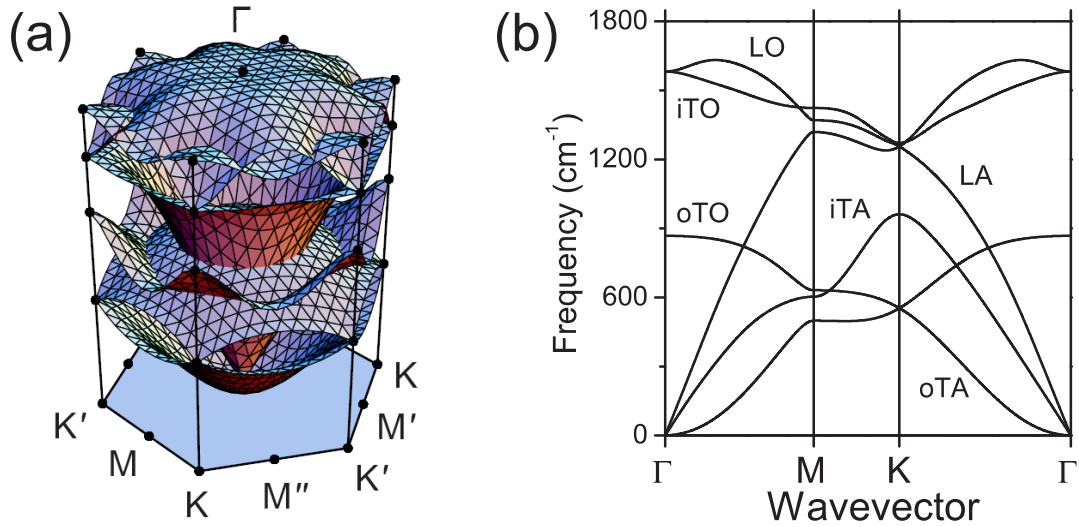 (a)
Γ
K′
M
K
M″
K′
M′
K
(b)
1800
1200
600
0
Frequency (cm-1)
LO
iTO
oTO
iTA
LA
oTA
Γ
M
K
Γ
Wavevector